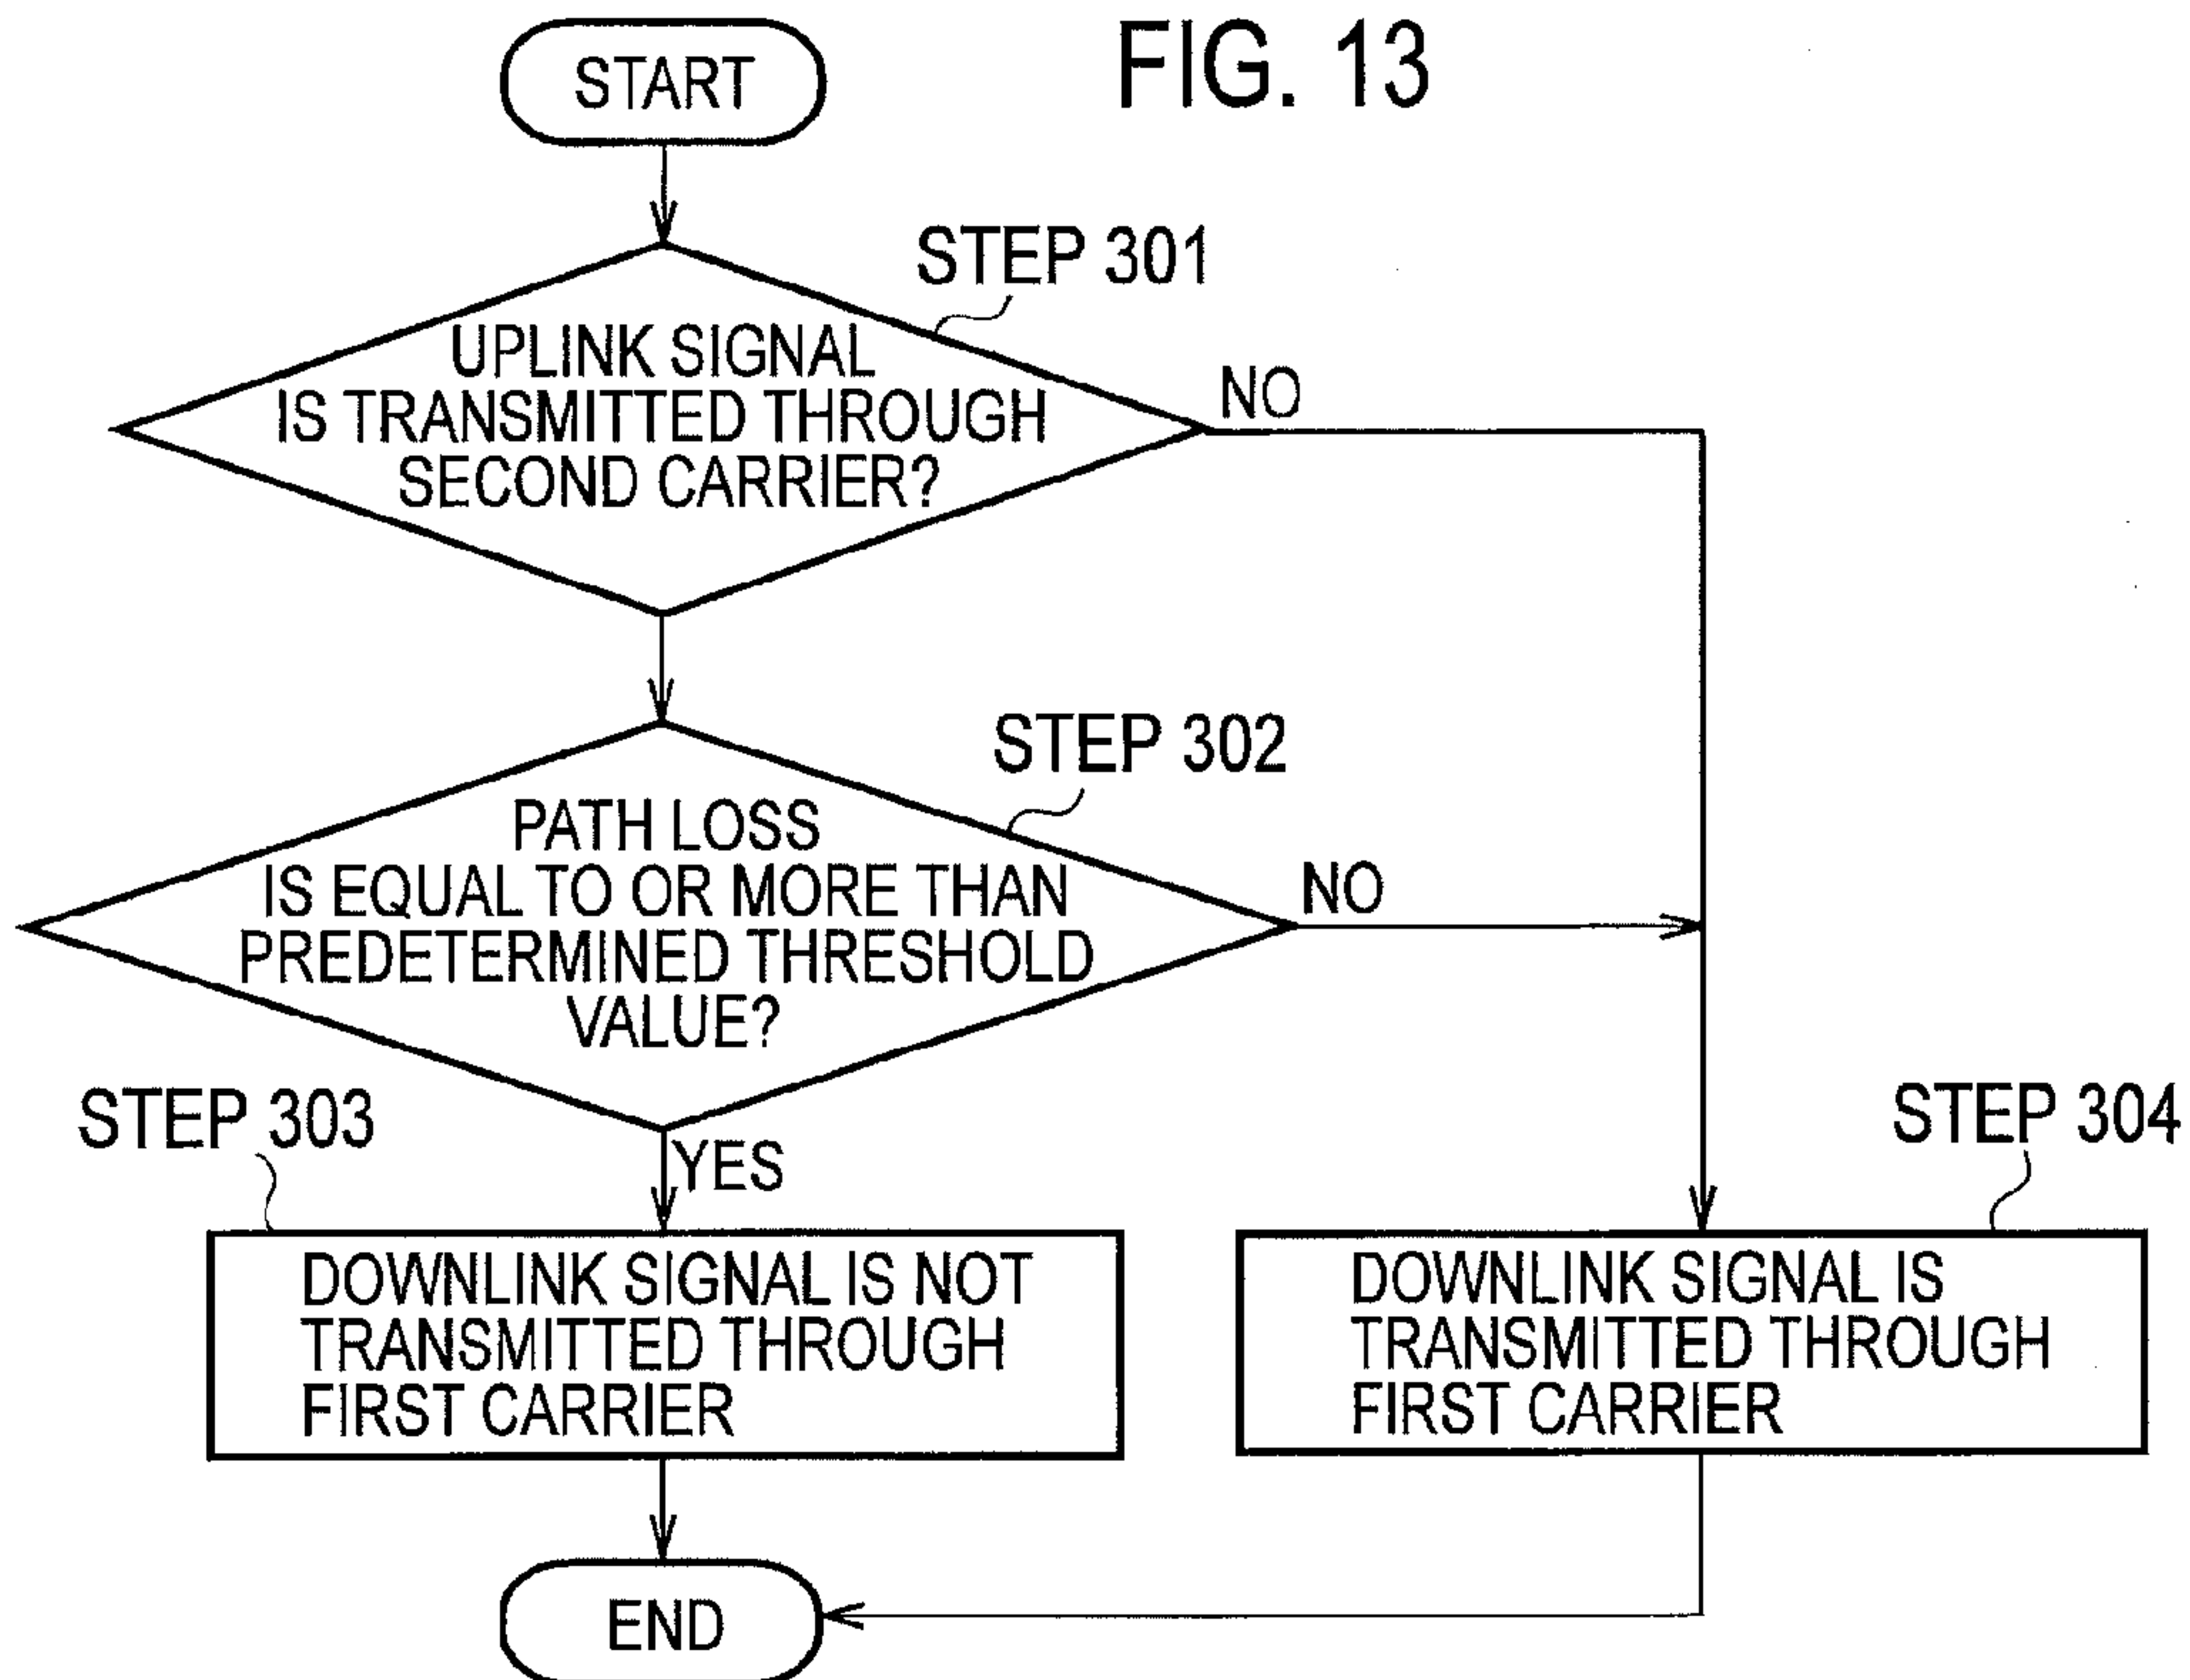 FIG. 13
START
STEP 301
UPLINK SIGNAL
IS TRANSMITTED THROUGH
SECOND CARRIER?
NO
STEP 302
PATH LOSS
IS EQUAL TO OR MORE THAN
PREDETERMINED THRESHOLD
VALUE?
NO
YES
STEP 303
DOWNLINK SIGNAL IS NOT
TRANSMITTED THROUGH
FIRST CARRIER
STEP 304
DOWNLINK SIGNAL IS
TRANSMITTED THROUGH
FIRST CARRIER
END